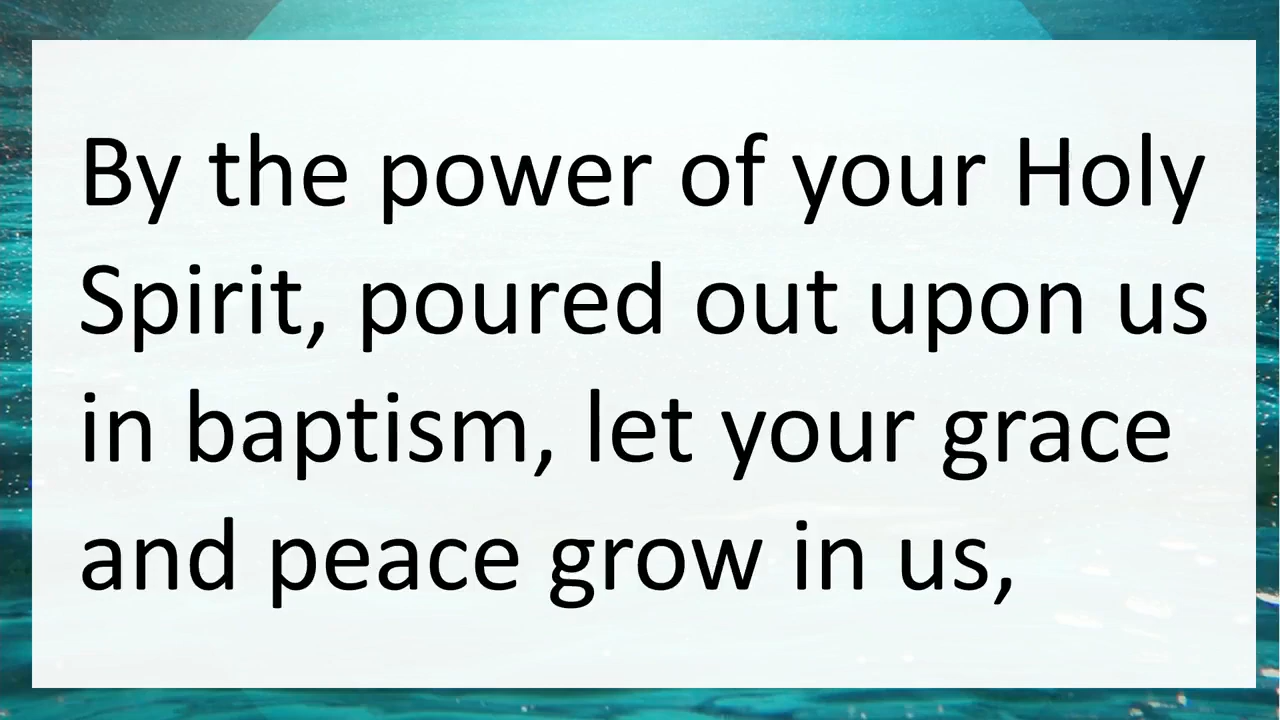 By the power of your Holy
Spirit, poured out upon us
in baptism, let your grace
and peace grow in us,